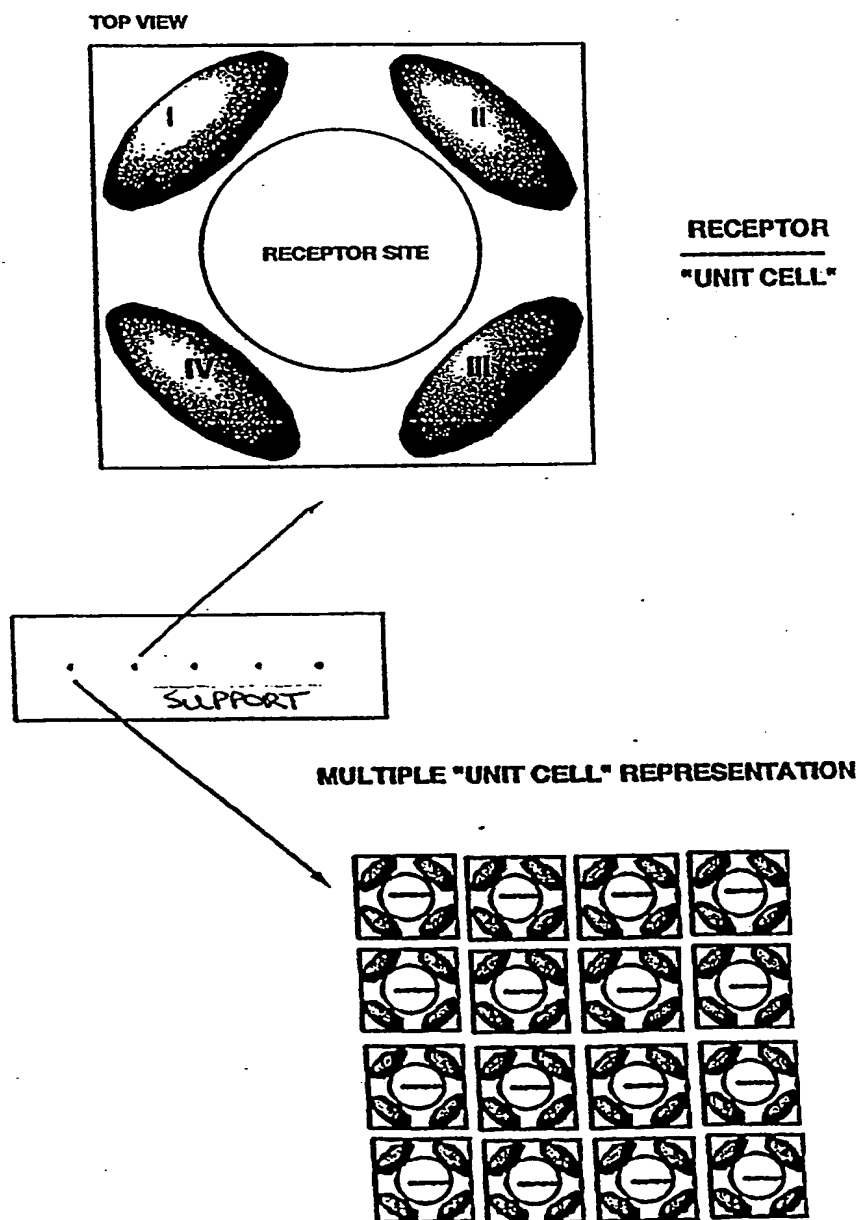 TOP VIEW
I
II
RECEPTOR SITE
IV
III
RECEPTOR
"UNIT CELL"
SUPPORT
MULTIPLE "UNIT CELL" REPRESENTATION